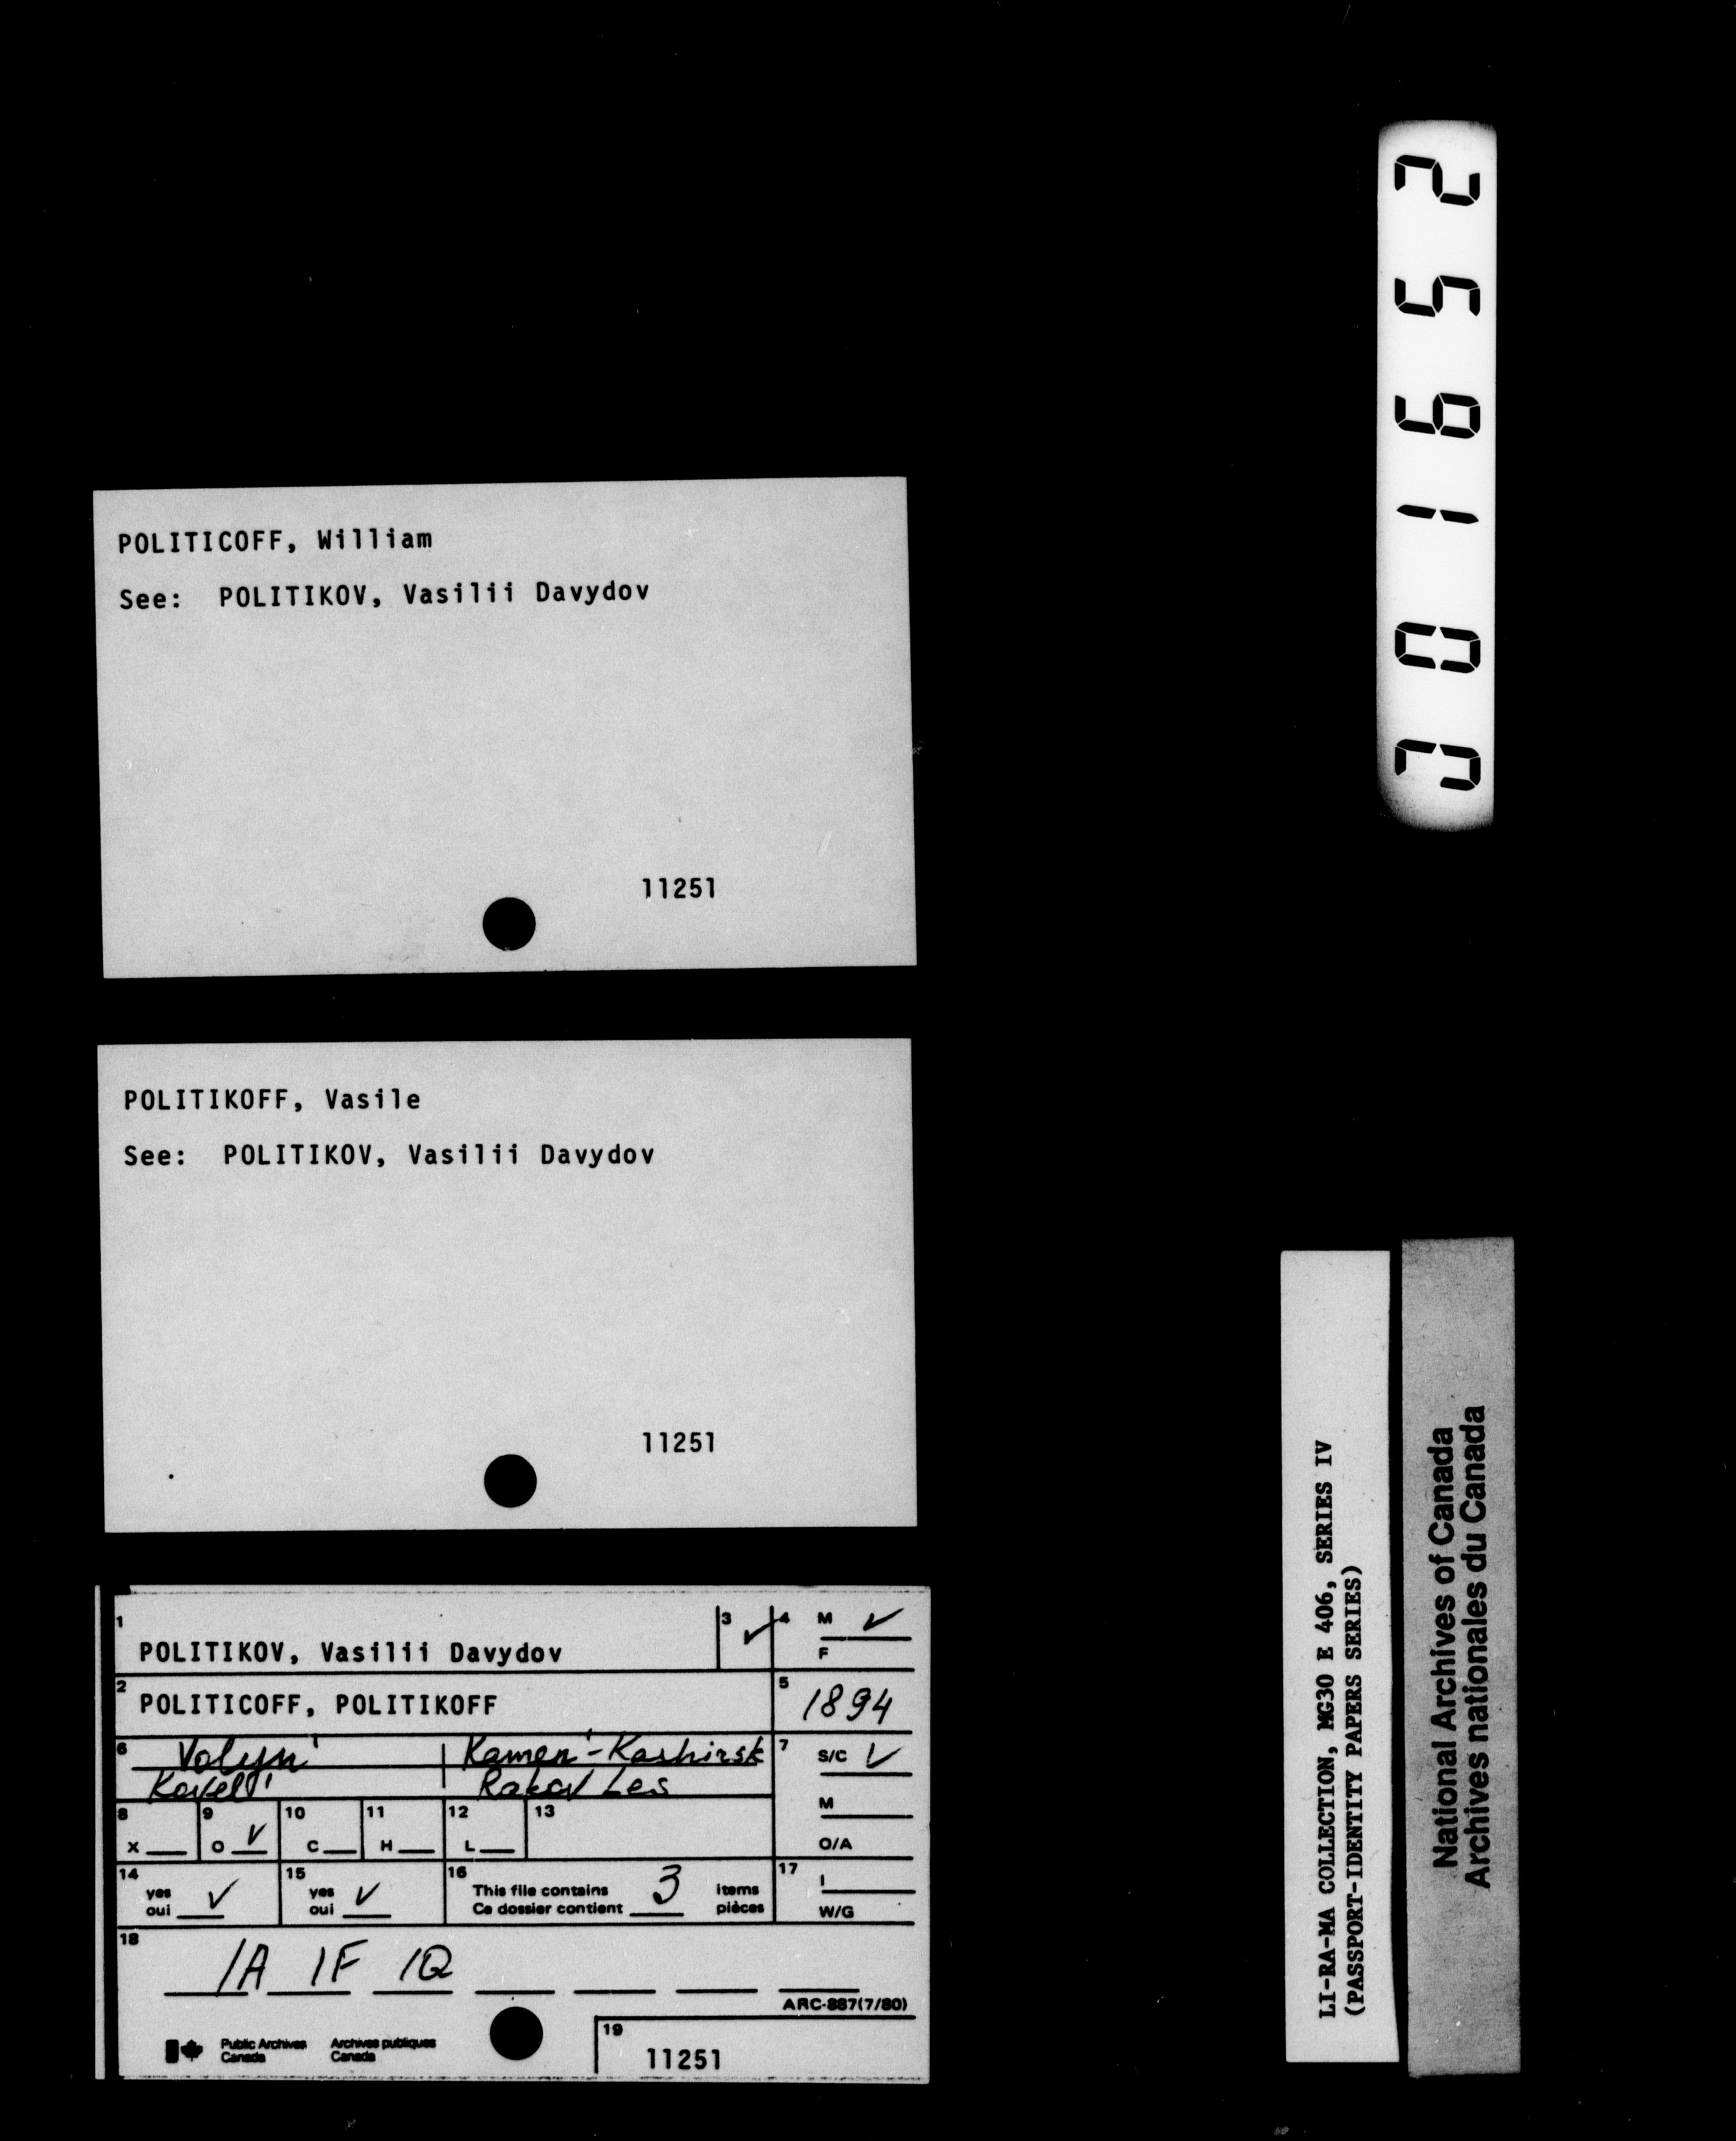 POLITICOFF, William
See: POLITIKOV, Vasilii Davydov
11251
POLITIKOFF, Vasile
See: POLITIKOV, Vasilii Davydov
11251
1
POLITIKOV, Vasilii Davydov
3 ✓
4 M ✓
F
2
POLITICOFF, POLITIKOFF
5
1894
6 Volyn' Kamen'-Kashirsk
Kovel' Rakov Les
7 S/C ✓
M
O/A
8 X
9 O ✓
10 C
11 H
12 L
13
14 yes
oui ✓
15 yes
oui ✓
16 This file contains 3 items
Ce dossier contient pièces
17 I
W/G
18
1A 1F 1Q
ARC-887(7/80)
Public Archives
Canada
Archives publiques
Canada
19
11251
LI-RA-MA COLLECTION, MG30 E 406, SERIES IV
(PASSPORT-IDENTITY PAPERS SERIES)
National Archives of Canada
Archives nationales du Canada